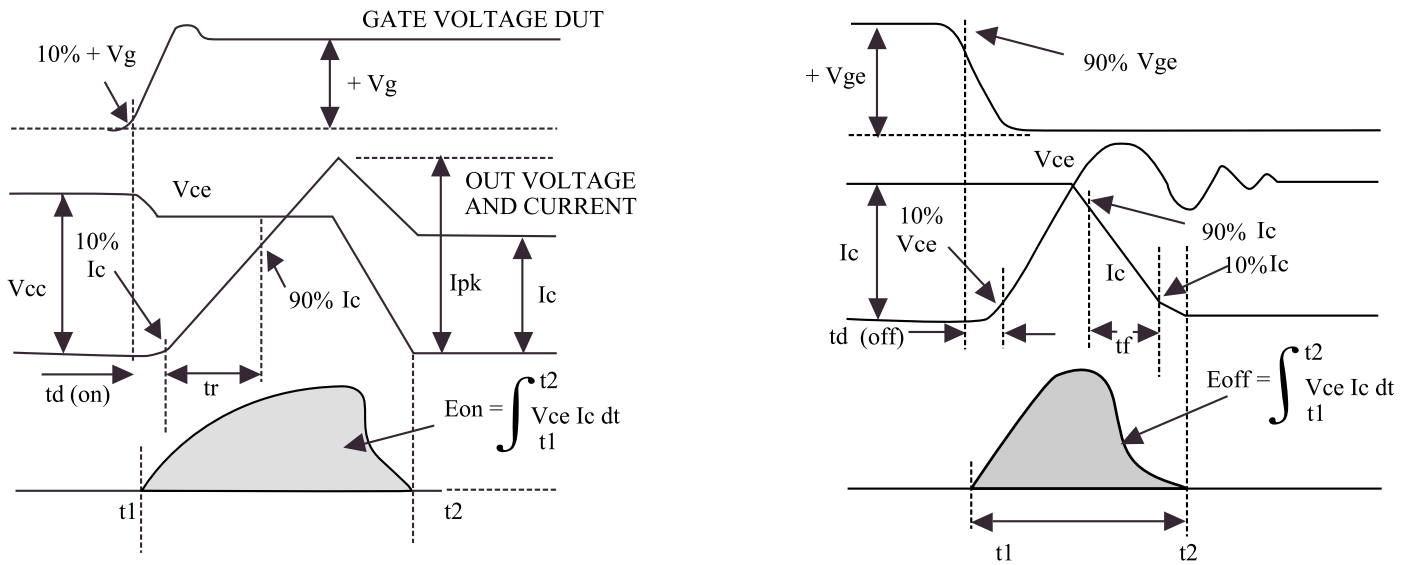 GATE VOLTAGE DUT
10% + Vg
+ Vg
Vce
OUT VOLTAGE
AND CURRENT
10%
Ic
Vcc
90% Ic
Ipk
Ic
td (on)
tr
Eon = ∫ t2
Vce Ic dt
t1
t1
t2
90% Vge
+ Vge
Vce
10%
Vce
90% Ic
Ic
Ic
10% Ic
td (off)
tf
Eoff = ∫ t2
Vce Ic dt
t1
t1
t2